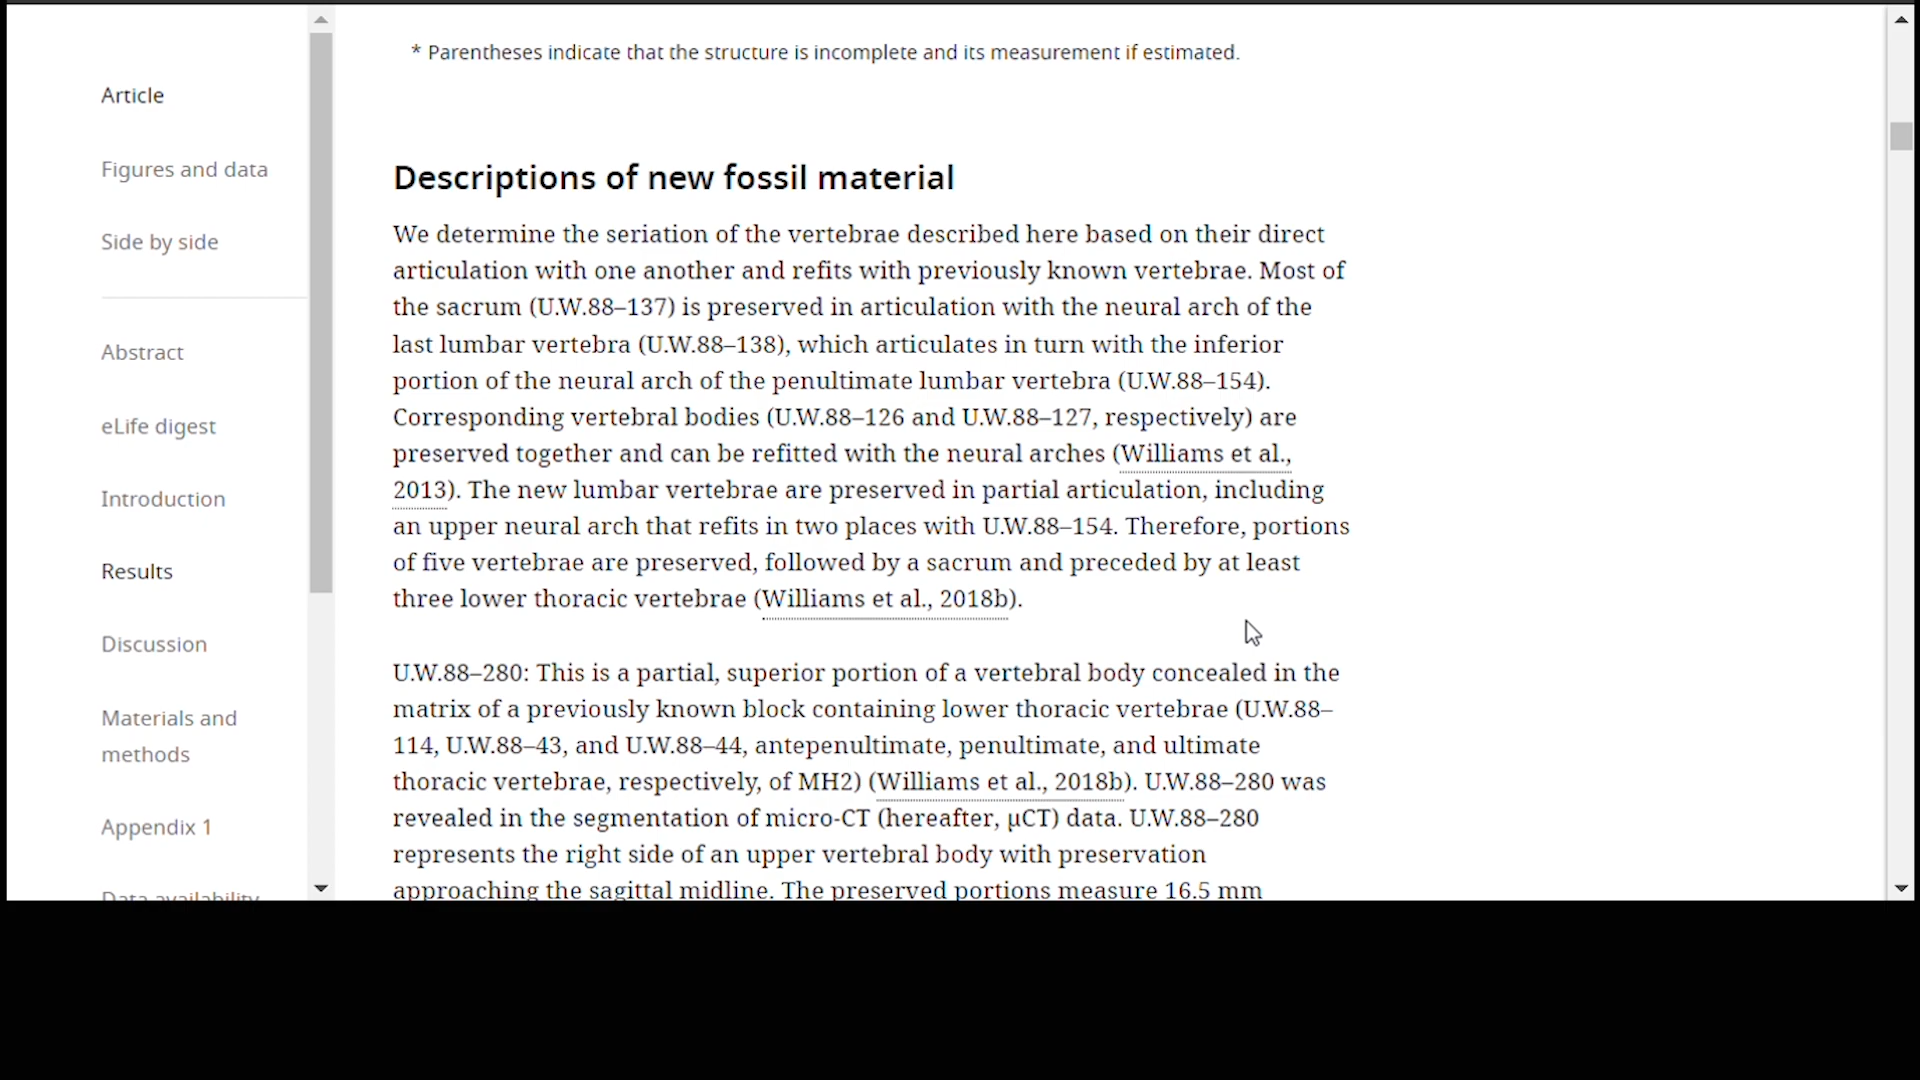 Article
Figures and data
Side by side
Abstract
eLife digest
Introduction
Results
Discussion
Materials and
methods
Appendix 1
Data availability
* Parentheses indicate that the structure is incomplete and its measurement if estimated.
Descriptions of new fossil material
We determine the seriation of the vertebrae described here based on their direct
articulation with one another and refits with previously known vertebrae. Most of
the sacrum (U.W.88–137) is preserved in articulation with the neural arch of the
last lumbar vertebra (U.W.88–138), which articulates in turn with the inferior
portion of the neural arch of the penultimate lumbar vertebra (U.W.88–154).
Corresponding vertebral bodies (U.W.88–126 and U.W.88–127, respectively) are
preserved together and can be refitted with the neural arches (Williams et al.,
2013). The new lumbar vertebrae are preserved in partial articulation, including
an upper neural arch that refits in two places with U.W.88–154. Therefore, portions
of five vertebrae are preserved, followed by a sacrum and preceded by at least
three lower thoracic vertebrae (Williams et al., 2018b).
U.W.88–280: This is a partial, superior portion of a vertebral body concealed in the
matrix of a previously known block containing lower thoracic vertebrae (U.W.88–
114, U.W.88–43, and U.W.88–44, antepenultimate, penultimate, and ultimate
thoracic vertebrae, respectively, of MH2) (Williams et al., 2018b). U.W.88–280 was
revealed in the segmentation of micro-CT (hereafter, µCT) data. U.W.88–280
represents the right side of an upper vertebral body with preservation
approaching the sagittal midline. The preserved portions measure 16.5 mm